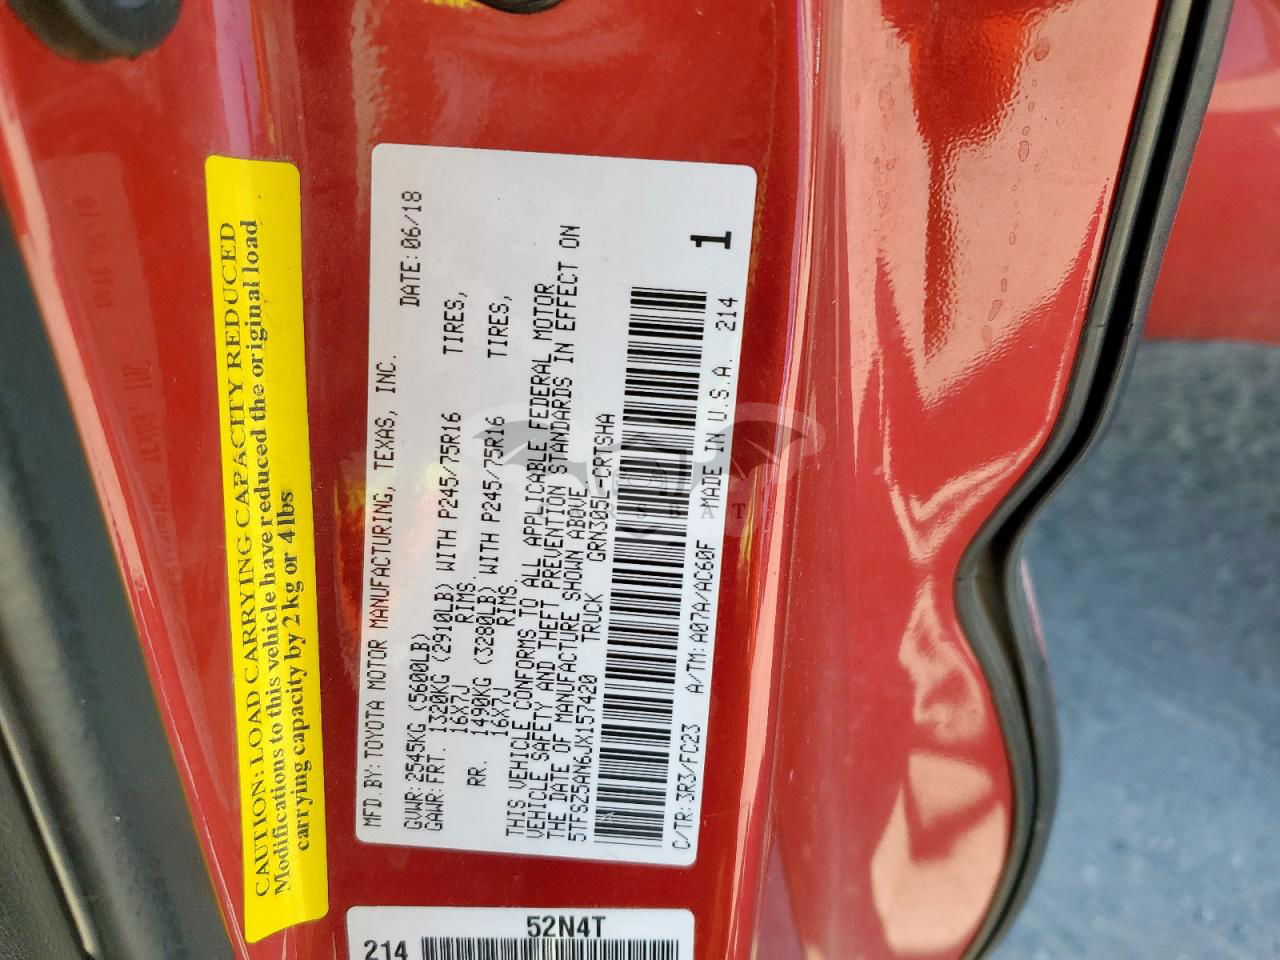 CAUTION: LOAD CARRYING CAPACITY REDUCED
Modifications to this vehicle have reduced the original load
carrying capacity by 2 kg or 4 lbs
MFD.BY: TOYOTA MOTOR MANUFACTURING, TEXAS, INC.
DATE: 06/18
GVWR: 2545KG (5600LB)
GAWR: FRT. 1320KG (2910LB) WITH P245/75R16 TIRES,
16X7J RIMS.
RR. 1490KG (3280LB) WITH P245/75R16 TIRES,
16X7J RIMS.
THIS VEHICLE CONFORMS TO ALL APPLICABLE FEDERAL MOTOR
VEHICLE SAFETY AND THEFT PREVENTION STANDARDS IN EFFECT ON
THE DATE OF MANUFACTURE SHOWN ABOVE.
5TFSZ5AN6JX157420 TRUCK GRN305L-CRTSHA
C/TR: 3R3/FC23 A/TM: A07A/AC60F MADE IN U.S.A. 214
1
52N4T
214